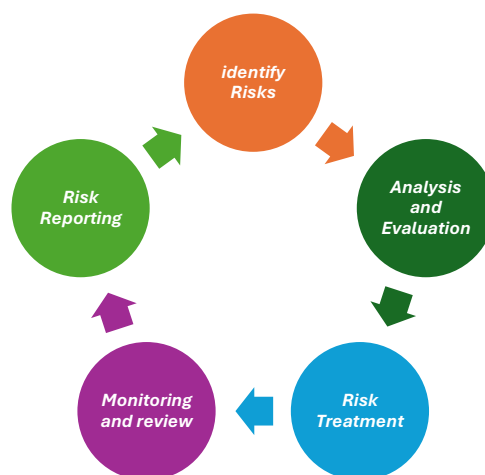 identify
Risks
Analysis
and
Evaluation
Risk
Treatment
Monitoring
and review
Risk
Reporting